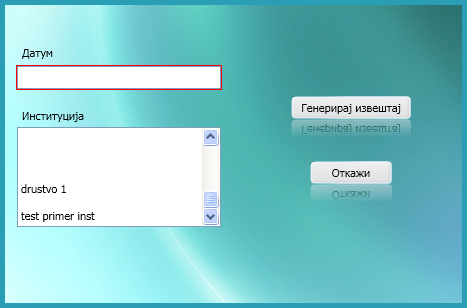 Датум
Институција
drustvo 1
test primer inst
Генерирај извештај
Откажи